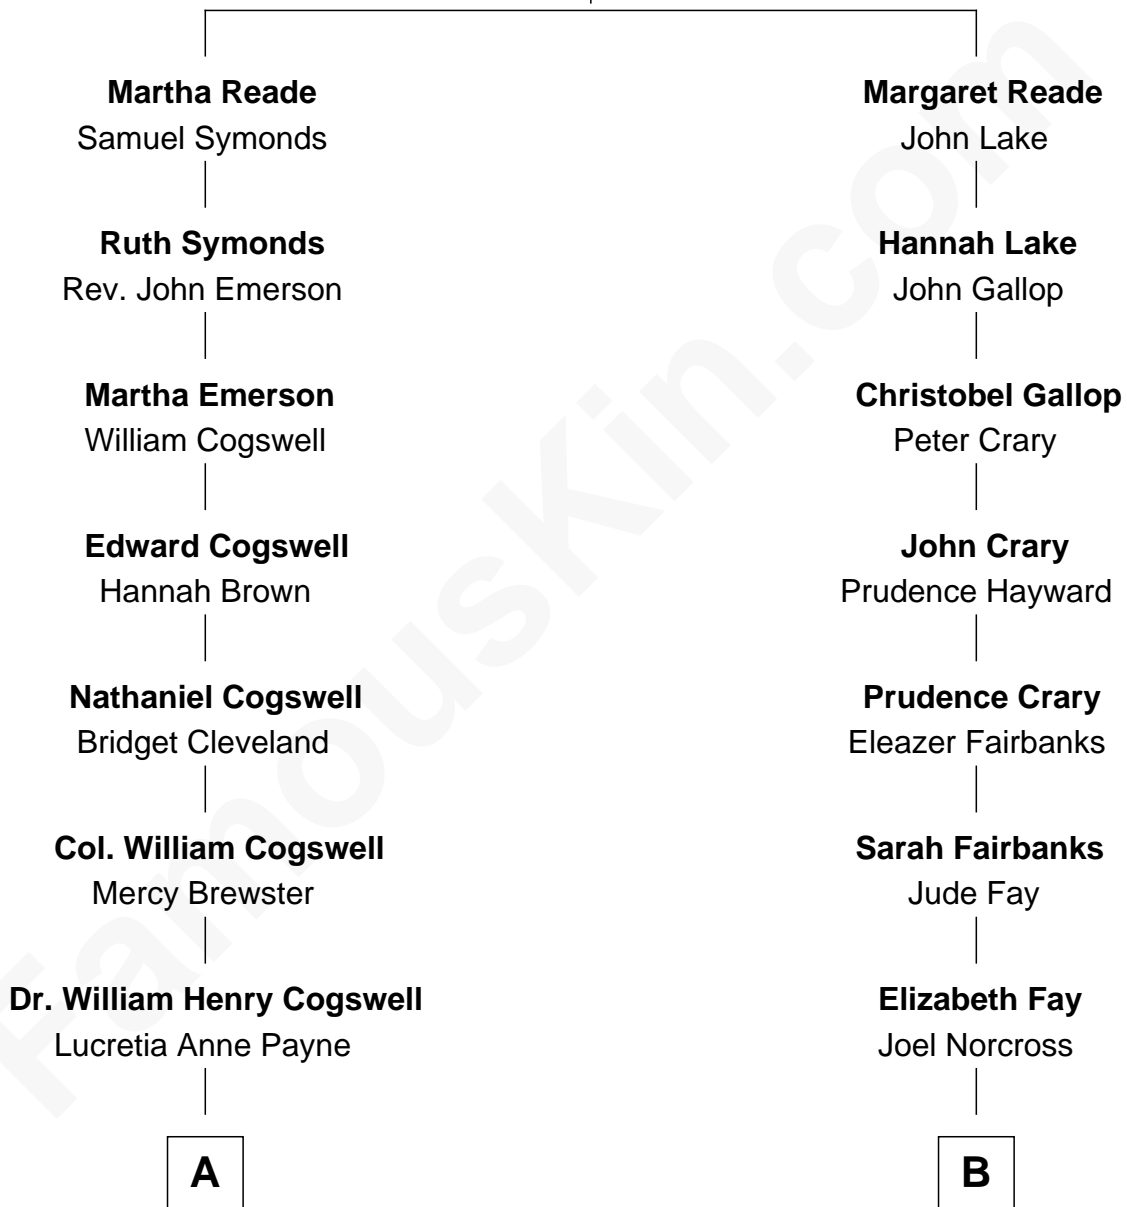 Martha Reade
Samuel Symonds
Ruth Symonds
Rev. John Emerson
Martha Emerson
William Cogswell
Edward Cogswell
Hannah Brown
Nathaniel Cogswell
Bridget Cleveland
Col. William Cogswell
Mercy Brewster
Dr. William Henry Cogswell
Lucretia Anne Payne
A
Margaret Reade
John Lake
Hannah Lake
John Gallop
Christobel Gallop
Peter Crary
John Crary
Prudence Hayward
Prudence Crary
Eleazer Fairbanks
Sarah Fairbanks
Jude Fay
Elizabeth Fay
Joel Norcross
B
FamousKin.com